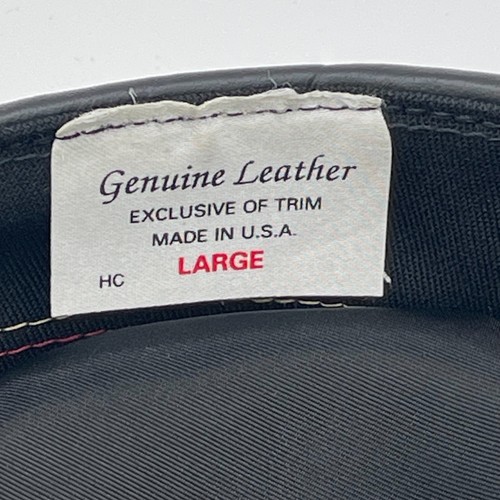 Genuine Leather
EXCLUSIVE OF TRIM
MADE IN U.S.A.
LARGE
HC